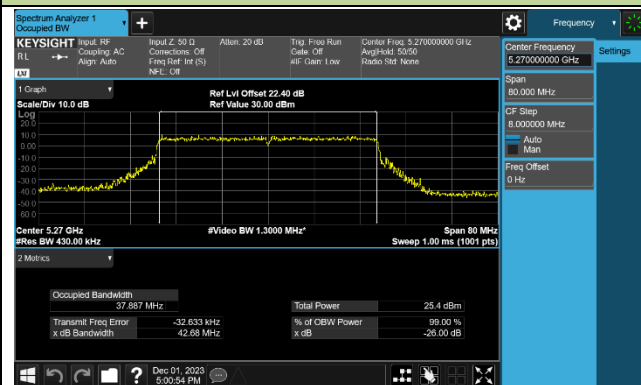 Spectrum Analyzer 1
Occupied BW
+
Frequency
KEYSIGHT
Input: RF
Coupling: AC
Align: Auto
RL
LXI
Input Z: 50 Ω
Corrections: Off
Freq Ref: Int (S)
NFE: Off
Atten: 20 dB
Trig: Free Run
Gate: Off
#IF Gain: Low
Center Freq: 5.270000000 GHz
Avg|Hold: 50/50
Radio Std: None
Center Frequency
5.270000000 GHz
Settings
Span
80.000 MHz
CF Step
8.000000 MHz
Auto
Man
Freq Offset
0 Hz
1 Graph
Scale/Div 10.0 dB
Ref Lvl Offset 22.40 dB
Ref Value 30.00 dBm
Log
20.0
10.0
0.00
-10.0
-20.0
-30.0
-40.0
-50.0
-60.0
Center 5.27 GHz
#Res BW 430.00 kHz
#Video BW 1.3000 MHz*
Span 80 MHz
Sweep 1.00 ms (1001 pts)
2 Metrics
Occupied Bandwidth
37.887 MHz
Total Power
25.4 dBm
Transmit Freq Error
-32.633 kHz
% of OBW Power
99.00 %
x dB Bandwidth
42.68 MHz
x dB
-26.00 dB
?
Dec 01, 2023
5:00:54 PM